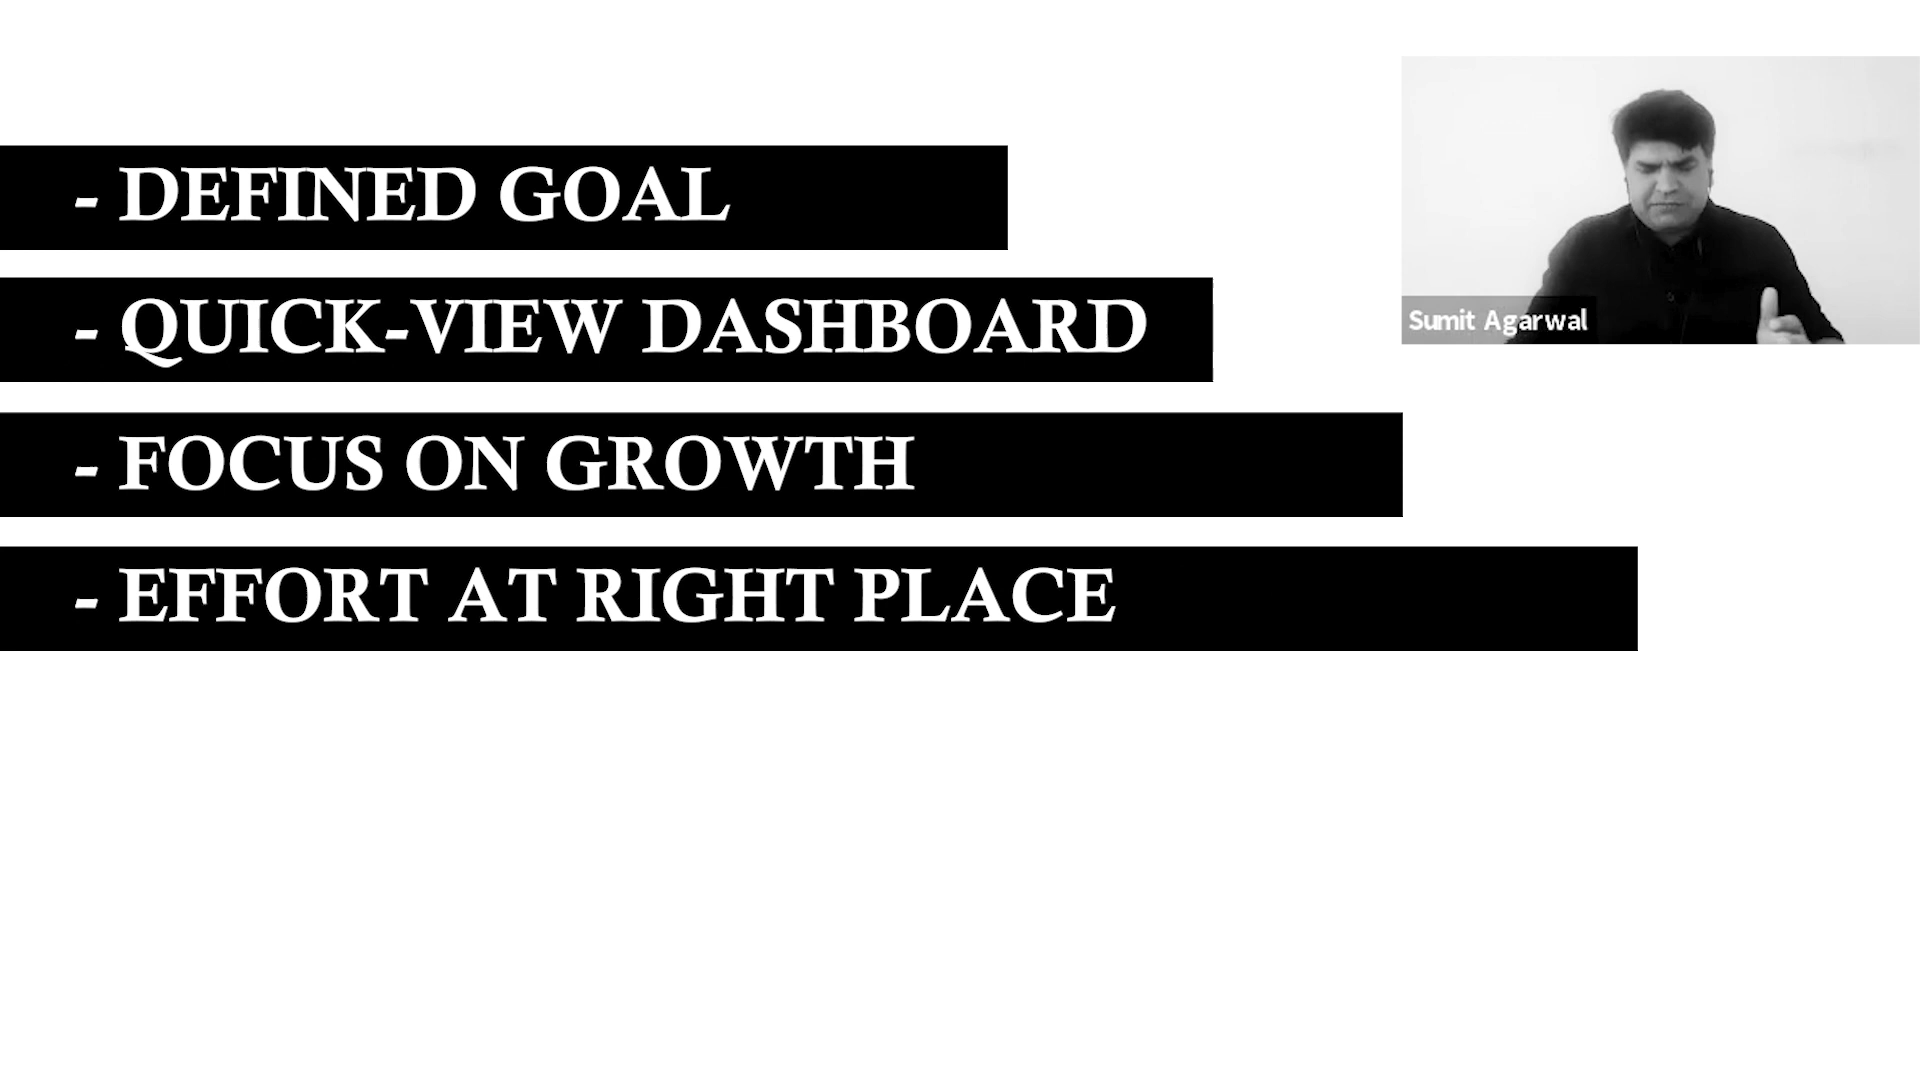 - DEFINED GOAL
- QUICK-VIEW DASHBOARD
- FOCUS ON GROWTH
- EFFORT AT RIGHT PLACE
Sumit Agarwal